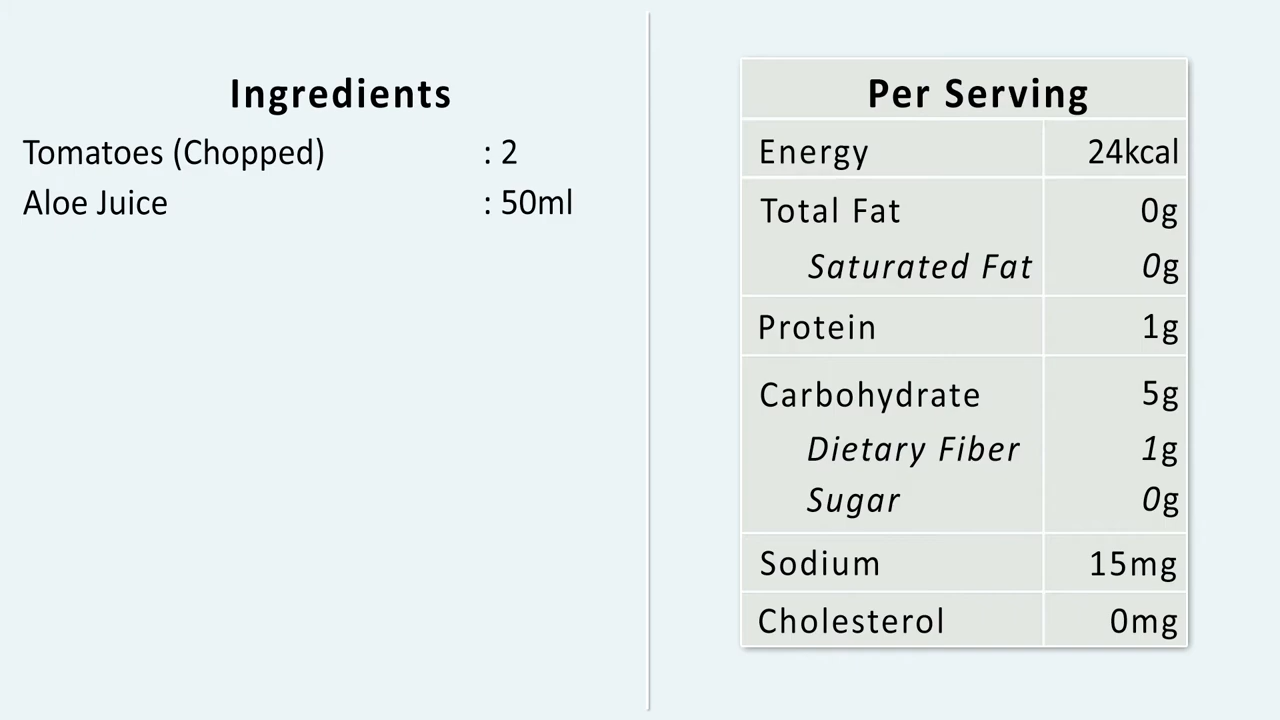 Ingredients
Tomatoes (Chopped) : 2
Aloe Juice : 50ml
Per Serving
Energy 24kcal
Total Fat 0g
Saturated Fat 0g
Protein 1g
Carbohydrate 5g
Dietary Fiber 1g
Sugar 0g
Sodium 15mg
Cholesterol 0mg